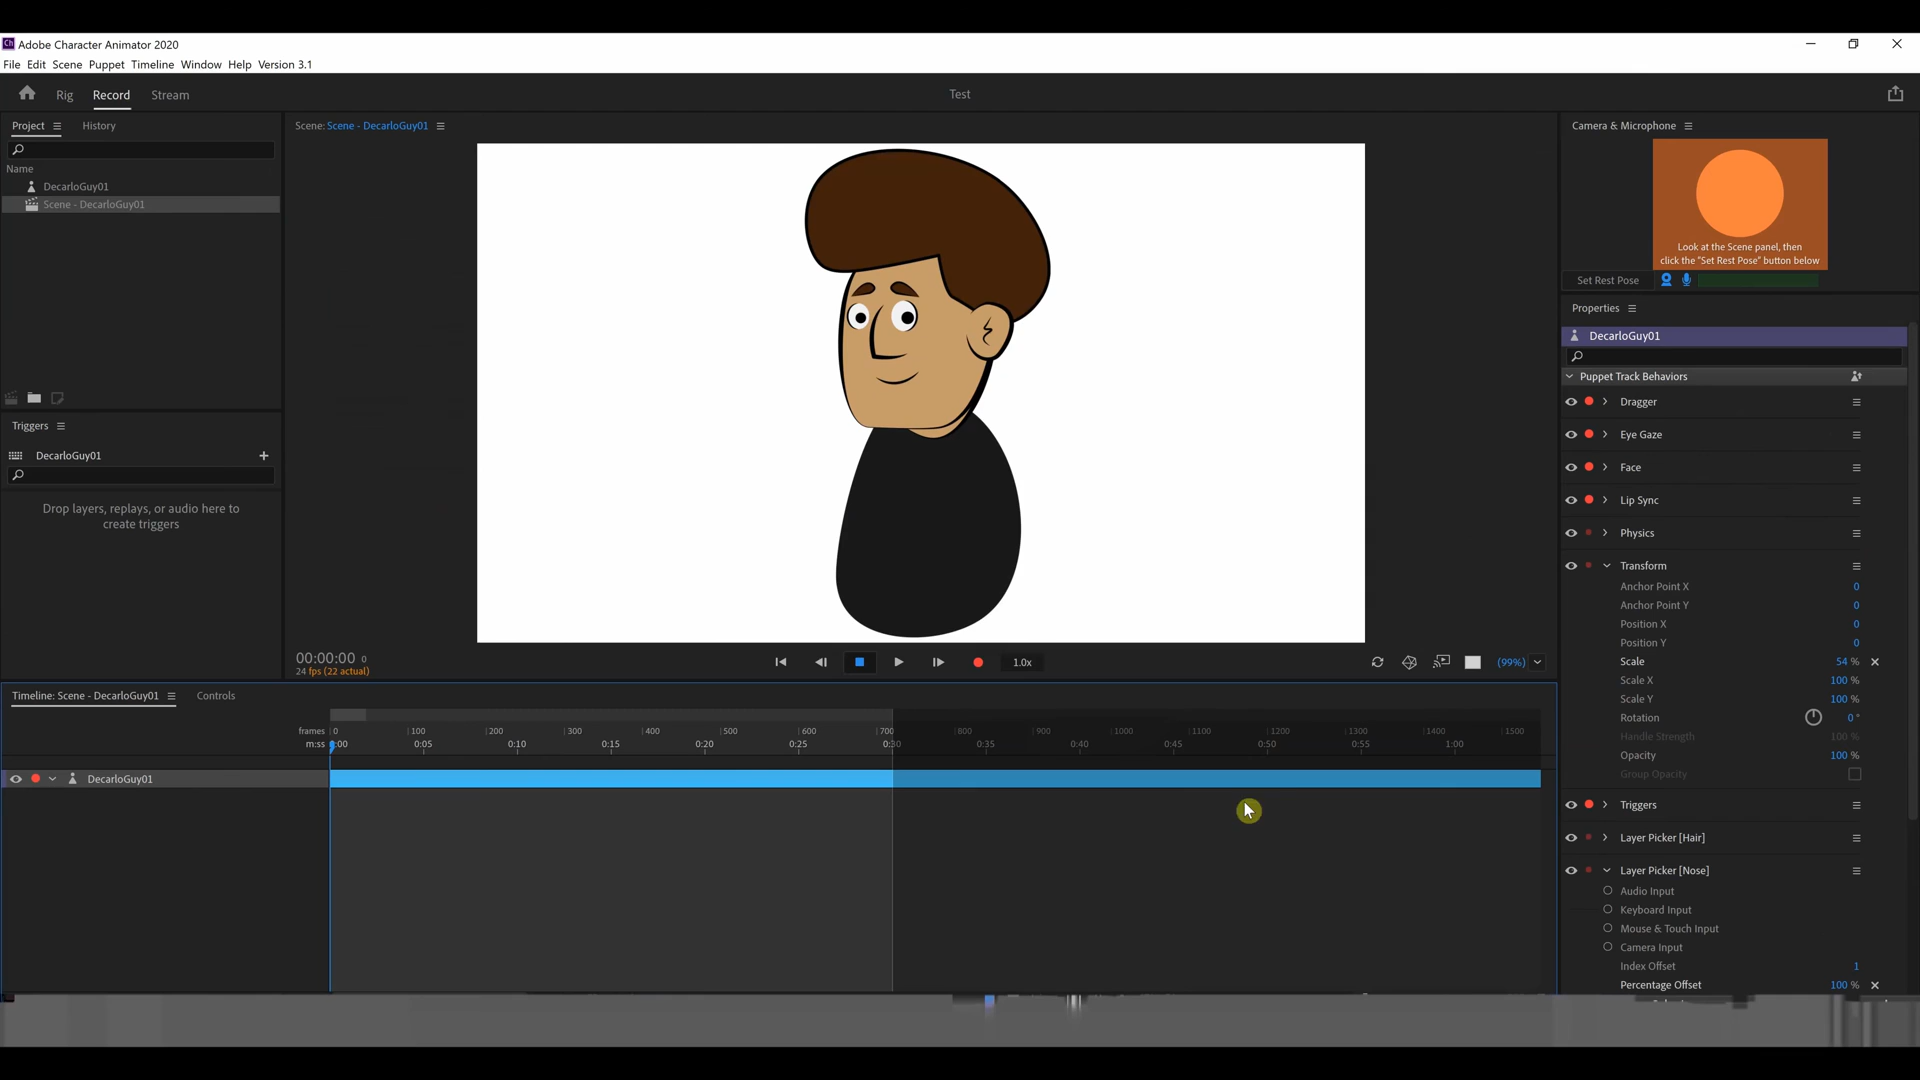 Ch Adobe Character Animator 2020
File Edit Scene Puppet Timeline Window Help Version 3.1
Rig Record Stream
Test
Project History
Name
DecarloGuy01
Scene - DecarloGuy01
Triggers
DecarloGuy01 +
Drop layers, replays, or audio here to
create triggers
Scene: Scene - DecarloGuy01
00:00:00 0
24 fps (22 actual)
1.0x
(99%)
Camera & Microphone
Look at the Scene panel, then
click the "Set Rest Pose" button below
Set Rest Pose
Properties
DecarloGuy01
Puppet Track Behaviors
Dragger
Eye Gaze
Face
Lip Sync
Physics
Transform
Anchor Point X 0
Anchor Point Y 0
Position X 0
Position Y 0
Scale 54 %
Scale X 100 %
Scale Y 100 %
Rotation 0 °
Handle Strength 100 %
Opacity 100 %
Group Opacity
Triggers
Layer Picker [Hair]
Layer Picker [Nose]
Audio Input
Keyboard Input
Mouse & Touch Input
Camera Input
Index Offset 1
Percentage Offset 100 %
Timeline: Scene - DecarloGuy01 Controls
frames 0 100 200 300 400 500 600 700 800 900 1000 1100 1200 1300 1400 1500
m:ss 0:00 0:05 0:10 0:15 0:20 0:25 0:30 0:35 0:40 0:45 0:50 0:55 1:00
DecarloGuy01